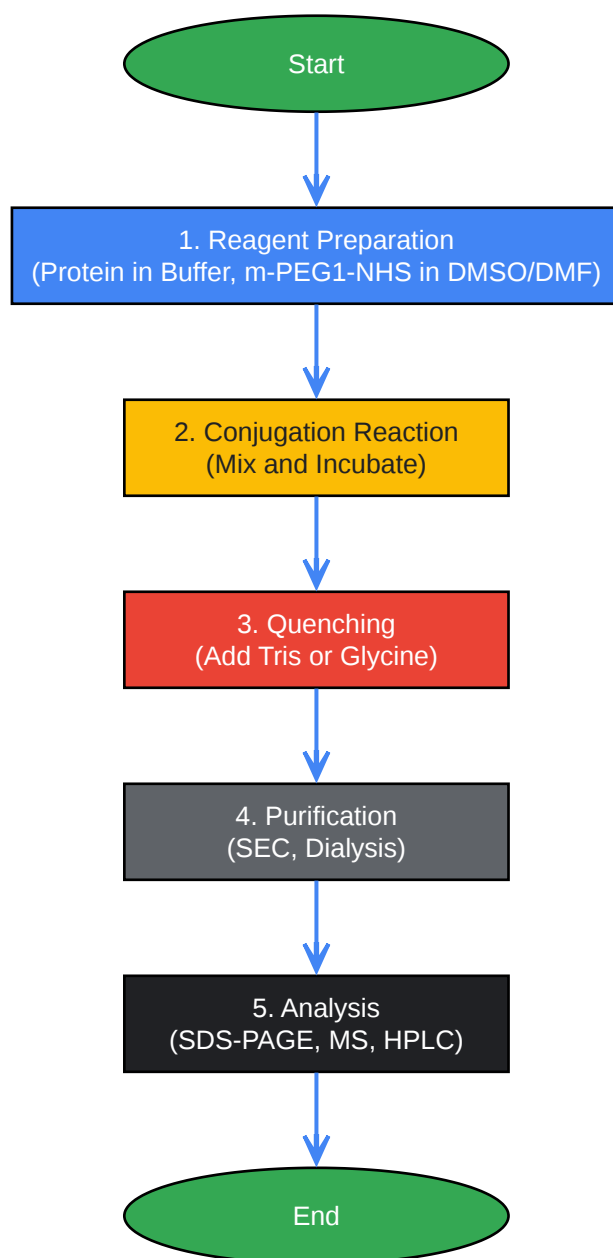 Start
1. Reagent Preparation
(Protein in Buffer, m-PEG1-NHS in DMSO/DMF)
2. Conjugation Reaction
(Mix and Incubate)
3. Quenching
(Add Tris or Glycine)
4. Purification
(SEC, Dialysis)
5. Analysis
(SDS-PAGE, MS, HPLC)
End